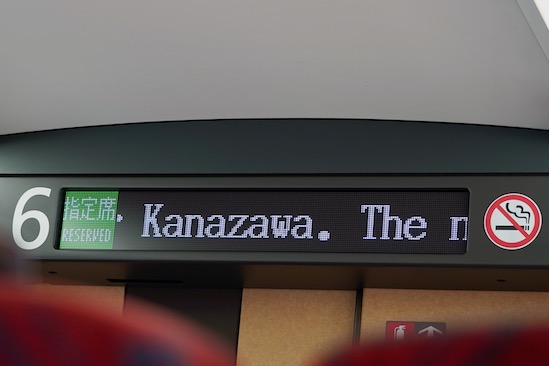 6
指定席
RESERVED
. Kanazawa. The n